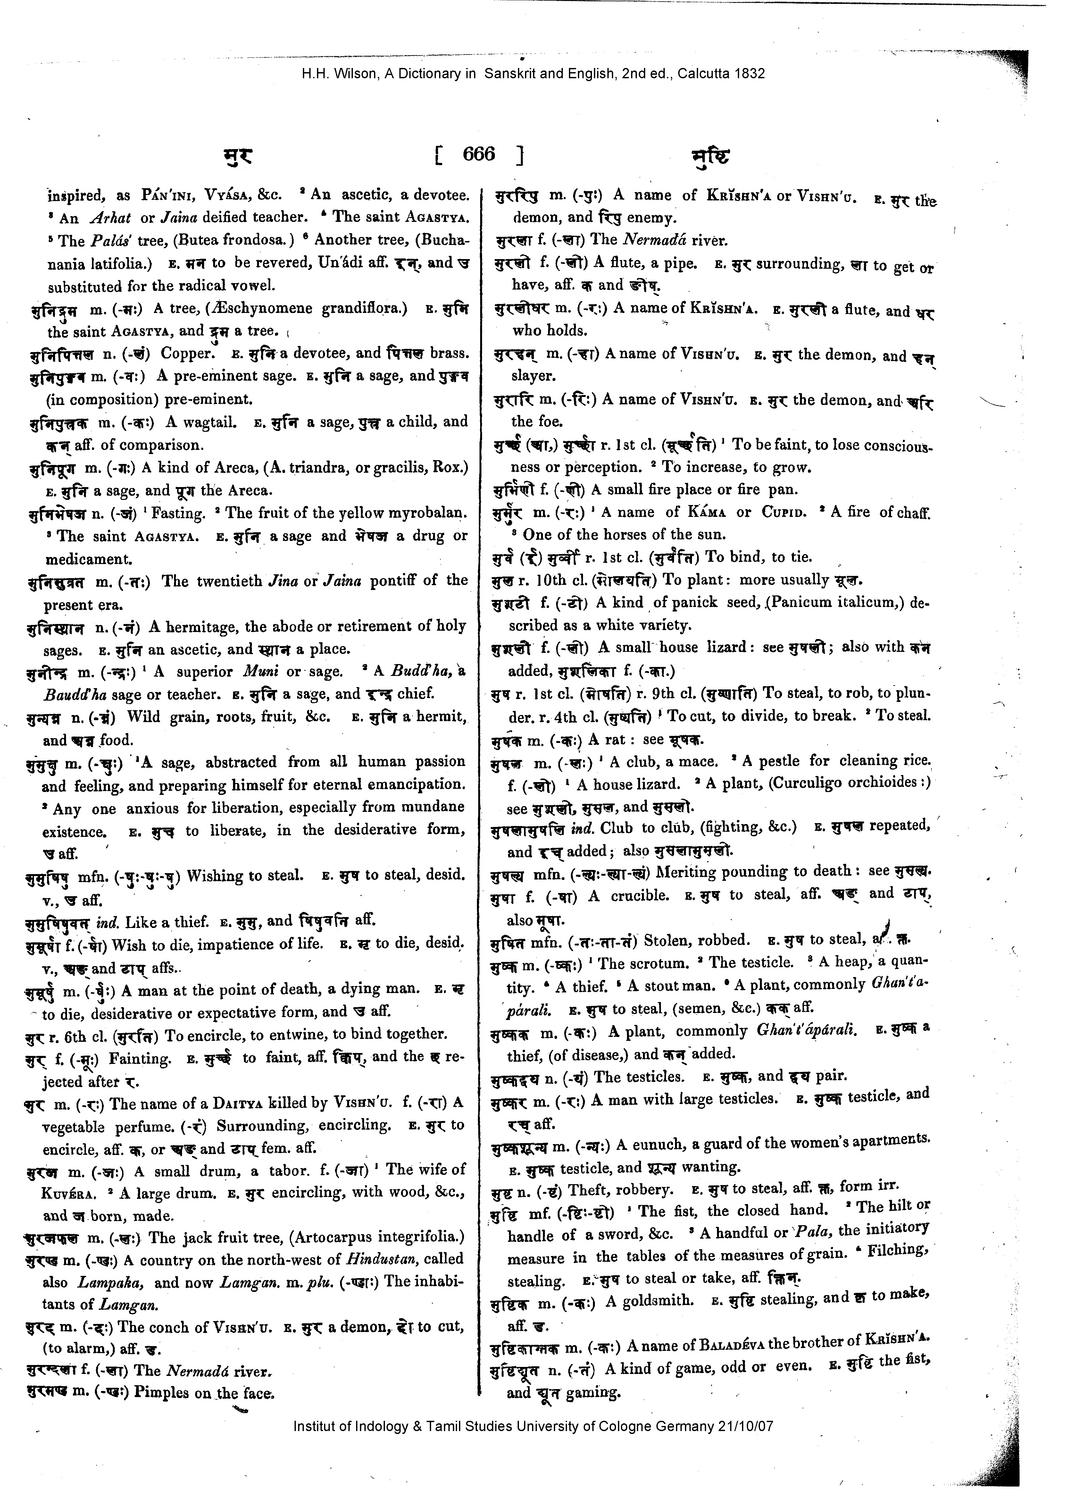 H.H. Wilson, A Dictionary in Sanskrit and English, 2nd ed., Calcutta 1832
मुर [ 666 ] मुष्टि
inspired, as PÁN'INI, VYÁSA, &c. ² An ascetic, a devotee.
³ An Arhat or Jaina deified teacher. ⁴ The saint AGASTYA.
⁵ The Palás' tree, (Butea frondosa.) ⁶ Another tree, (Bucha-
nania latifolia.) E. मन to be revered, Un'ádi aff. इन्, and उ
substituted for the radical vowel.
मुनिद्रुम m. (-मः) A tree, (Æschynomene grandiflora.) E. मुनि
the saint AGASTYA, and द्रुम a tree.
मुनिपित्तल n. (-लं) Copper. E. मुनि a devotee, and पित्तल brass.
मुनिपुङ्गव m. (-वः) A pre-eminent sage. E. मुनि a sage, and पुङ्गव
(in composition) pre-eminent.
मुनिपुत्त्रक m. (-कः) A wagtail. E. मुनि a sage, पुत्त्र a child, and
कन् aff. of comparison.
मुनिपूग m. (-गः) A kind of Areca, (A. triandra, or gracilis, Rox.)
E. मुनि a sage, and पूग the Areca.
मुनिभेषज n. (-जं) ¹ Fasting. ² The fruit of the yellow myrobalan.
³ The saint AGASTYA. E. मुनि a sage and भेषज a drug or
medicament.
मुनिसुव्रत m. (-तः) The twentieth Jina or Jaina pontiff of the
present era.
मुनिस्थान n. (-नं) A hermitage, the abode or retirement of holy
sages. E. मुनि an ascetic, and स्थान a place.
मुनीन्द्र m. (-न्द्रः) ¹ A superior Muni or sage. ² A Budd'ha, a
Baudd'ha sage or teacher. E. मुनि a sage, and इन्द्र chief.
मुन्यन्न n. (-न्नं) Wild grain, roots, fruit, &c. E. मुनि a hermit,
and अन्न food.
मुमुक्षु m. (-क्षुः) ¹ A sage, abstracted from all human passion
and feeling, and preparing himself for eternal emancipation.
² Any one anxious for liberation, especially from mundane
existence. E. मुच to liberate, in the desiderative form,
उ aff.
मुमुषिषु mfn. (-षुः-षुः-षु) Wishing to steal. E. मुष to steal, desid.
v., उ aff.
मुमुषिषुवत् ind. Like a thief. E. मुमु, and षिषुवति aff.
मुमूर्षा f. (-र्षा) Wish to die, impatience of life. E. मृ to die, desid.
v., अङ् and टाप् affs.
मुमूर्षु m. (-र्षुः) A man at the point of death, a dying man. E. मृ
to die, desiderative or expectative form, and उ aff.
मुर r. 6th cl. (मुरति) To encircle, to entwine, to bind together.
मुर् f. (-मूः) Fainting. E. मुर्च्छ to faint, aff. क्विप्, and the छ re-
jected after र्.
मुर m. (-रः) The name of a DAITYA killed by VISHN'U. f. (-रा) A
vegetable perfume. (-रं) Surrounding, encircling. E. मुर to
encircle, aff. क, or अङ् and टाप् fem. aff.
मुरज m. (-जः) A small drum, a tabor. f. (-जा) ¹ The wife of
KUVÉRA. ² A large drum. E. मुर encircling, with wood, &c.,
and ज born, made.
मुरजफल m. (-लः) The jack fruit tree, (Artocarpus integrifolia.)
मुरण्ड m. (-ण्डः) A country on the north-west of Hindustan, called
also Lampaka, and now Lamgan. m. plu. (-ण्डाः) The inhabi-
tants of Lamgan.
मुरद m. (-दः) The conch of VISHN'U. E. मुर a demon, दो to cut,
(to alarm,) aff. ड.
मुरन्दला f. (-ला) The Nermadá river.
मुरमण्ड m. (-ण्डः) Pimples on the face.
मुररिपु m. (-पुः) A name of KRĬSHN'A or VISHN'U. E. मुर the
demon, and रिपु enemy.
मुरला f. (-ला) The Nermadá river.
मुरली f. (-ली) A flute, a pipe. E. मुर surrounding, ला to get or
have, aff. क and ङीष्.
मुरलीधर m. (-रः) A name of KRĬSHN'A. E. मुरली a flute, and धर
who holds.
मुरहन् m. (-हा) A name of VISHN'U. E. मुर the demon, and हन्
slayer.
मुरारि m. (-रिः) A name of VISHN'U. E. मुर the demon, and अरि
the foe.
मुर्च्छ (आ,) मुर्च्छा r. 1st cl. (मूर्च्छति) ¹ To be faint, to lose conscious-
ness or perception. ² To increase, to grow.
मुर्भिणी f. (-णी) A small fire place or fire pan.
मुर्मुर m. (-रः) ¹ A name of KÁMA or CUPID. ² A fire of chaff.
³ One of the horses of the sun.
मुर्व (ई) मुर्व्वी r. 1st cl. (मुर्वति) To bind, to tie.
मुल r. 10th cl. (मोलयति) To plant: more usually मूल.
मुशटी f. (-टी) A kind of panick seed, (Panicum italicum,) de-
scribed as a white variety.
मुशली f. (-ली) A small house lizard: see मुषली; also with कन
added, मुशलिका f. (-का.)
मुष r. 1st cl. (मोषति) r. 9th cl. (मुष्णाति) To steal, to rob, to plun-
der. r. 4th cl. (मुष्यति) ¹ To cut, to divide, to break. ² To steal.
मुषक m. (-कः) A rat: see मूषक.
मुषल m. (-लः) ¹ A club, a mace. ² A pestle for cleaning rice.
f. (-ली) ¹ A house lizard. ² A plant, (Curculigo orchioides:)
see मुशली, मुसल, and मुसली.
मुषलामुषलि ind. Club to club, (fighting, &c.) E. मुषल repeated,
and इच् added; also मुसलामुसली.
मुषल्य mfn. (-ल्यः-ल्या-ल्यं) Meriting pounding to death: see मुसल्य.
मुषा f. (-षा) A crucible. E. मुष to steal, aff. अङ् and टाप्,
also मूषा.
मुषित mfn. (-तः-ता-तं) Stolen, robbed. E. मुष to steal, aff. क्त.
मुष्क m. (-ष्कः) ¹ The scrotum. ² The testicle. ³ A heap, a quan-
tity. ⁴ A thief. ⁵ A stout man. ⁶ A plant, commonly Ghan't'a-
párali. E. मुष to steal, (semen, &c.) कक् aff.
मुष्कक m. (-कः) A plant, commonly Ghan't'ápárali. E. मुष्क a
thief, (of disease,) and कन् added.
मुष्कद्वय n. (-यं) The testicles. E. मुष्क, and द्वय pair.
मुष्कर m. (-रः) A man with large testicles. E. मुष्क testicle, and
रच् aff.
मुष्कशून्य m. (-न्यः) A eunuch, a guard of the women's apartments.
E. मुष्क testicle, and शून्य wanting.
मुष्ट n. (-ष्टं) Theft, robbery. E. मुष to steal, aff. क्त, form irr.
मुष्टि mf. (-ष्टिः-ष्टी) ¹ The fist, the closed hand. ² The hilt or
handle of a sword, &c. ³ A handful or Pala, the initiatory
measure in the tables of the measures of grain. ⁴ Filching,
stealing. E. मुष to steal or take, aff. क्तिन्.
मुष्टिक m. (-कः) A goldsmith. E. मुष्टि stealing, and कृ to make,
aff. ड.
मुष्टिकान्तक m. (-कः) A name of BALADÉVA the brother of KRĬSHN'A.
मुष्टिद्यूत n. (-तं) A kind of game, odd or even. E. मुष्टि the fist,
and द्यूत gaming.
Institut of Indology & Tamil Studies University of Cologne Germany 21/10/07